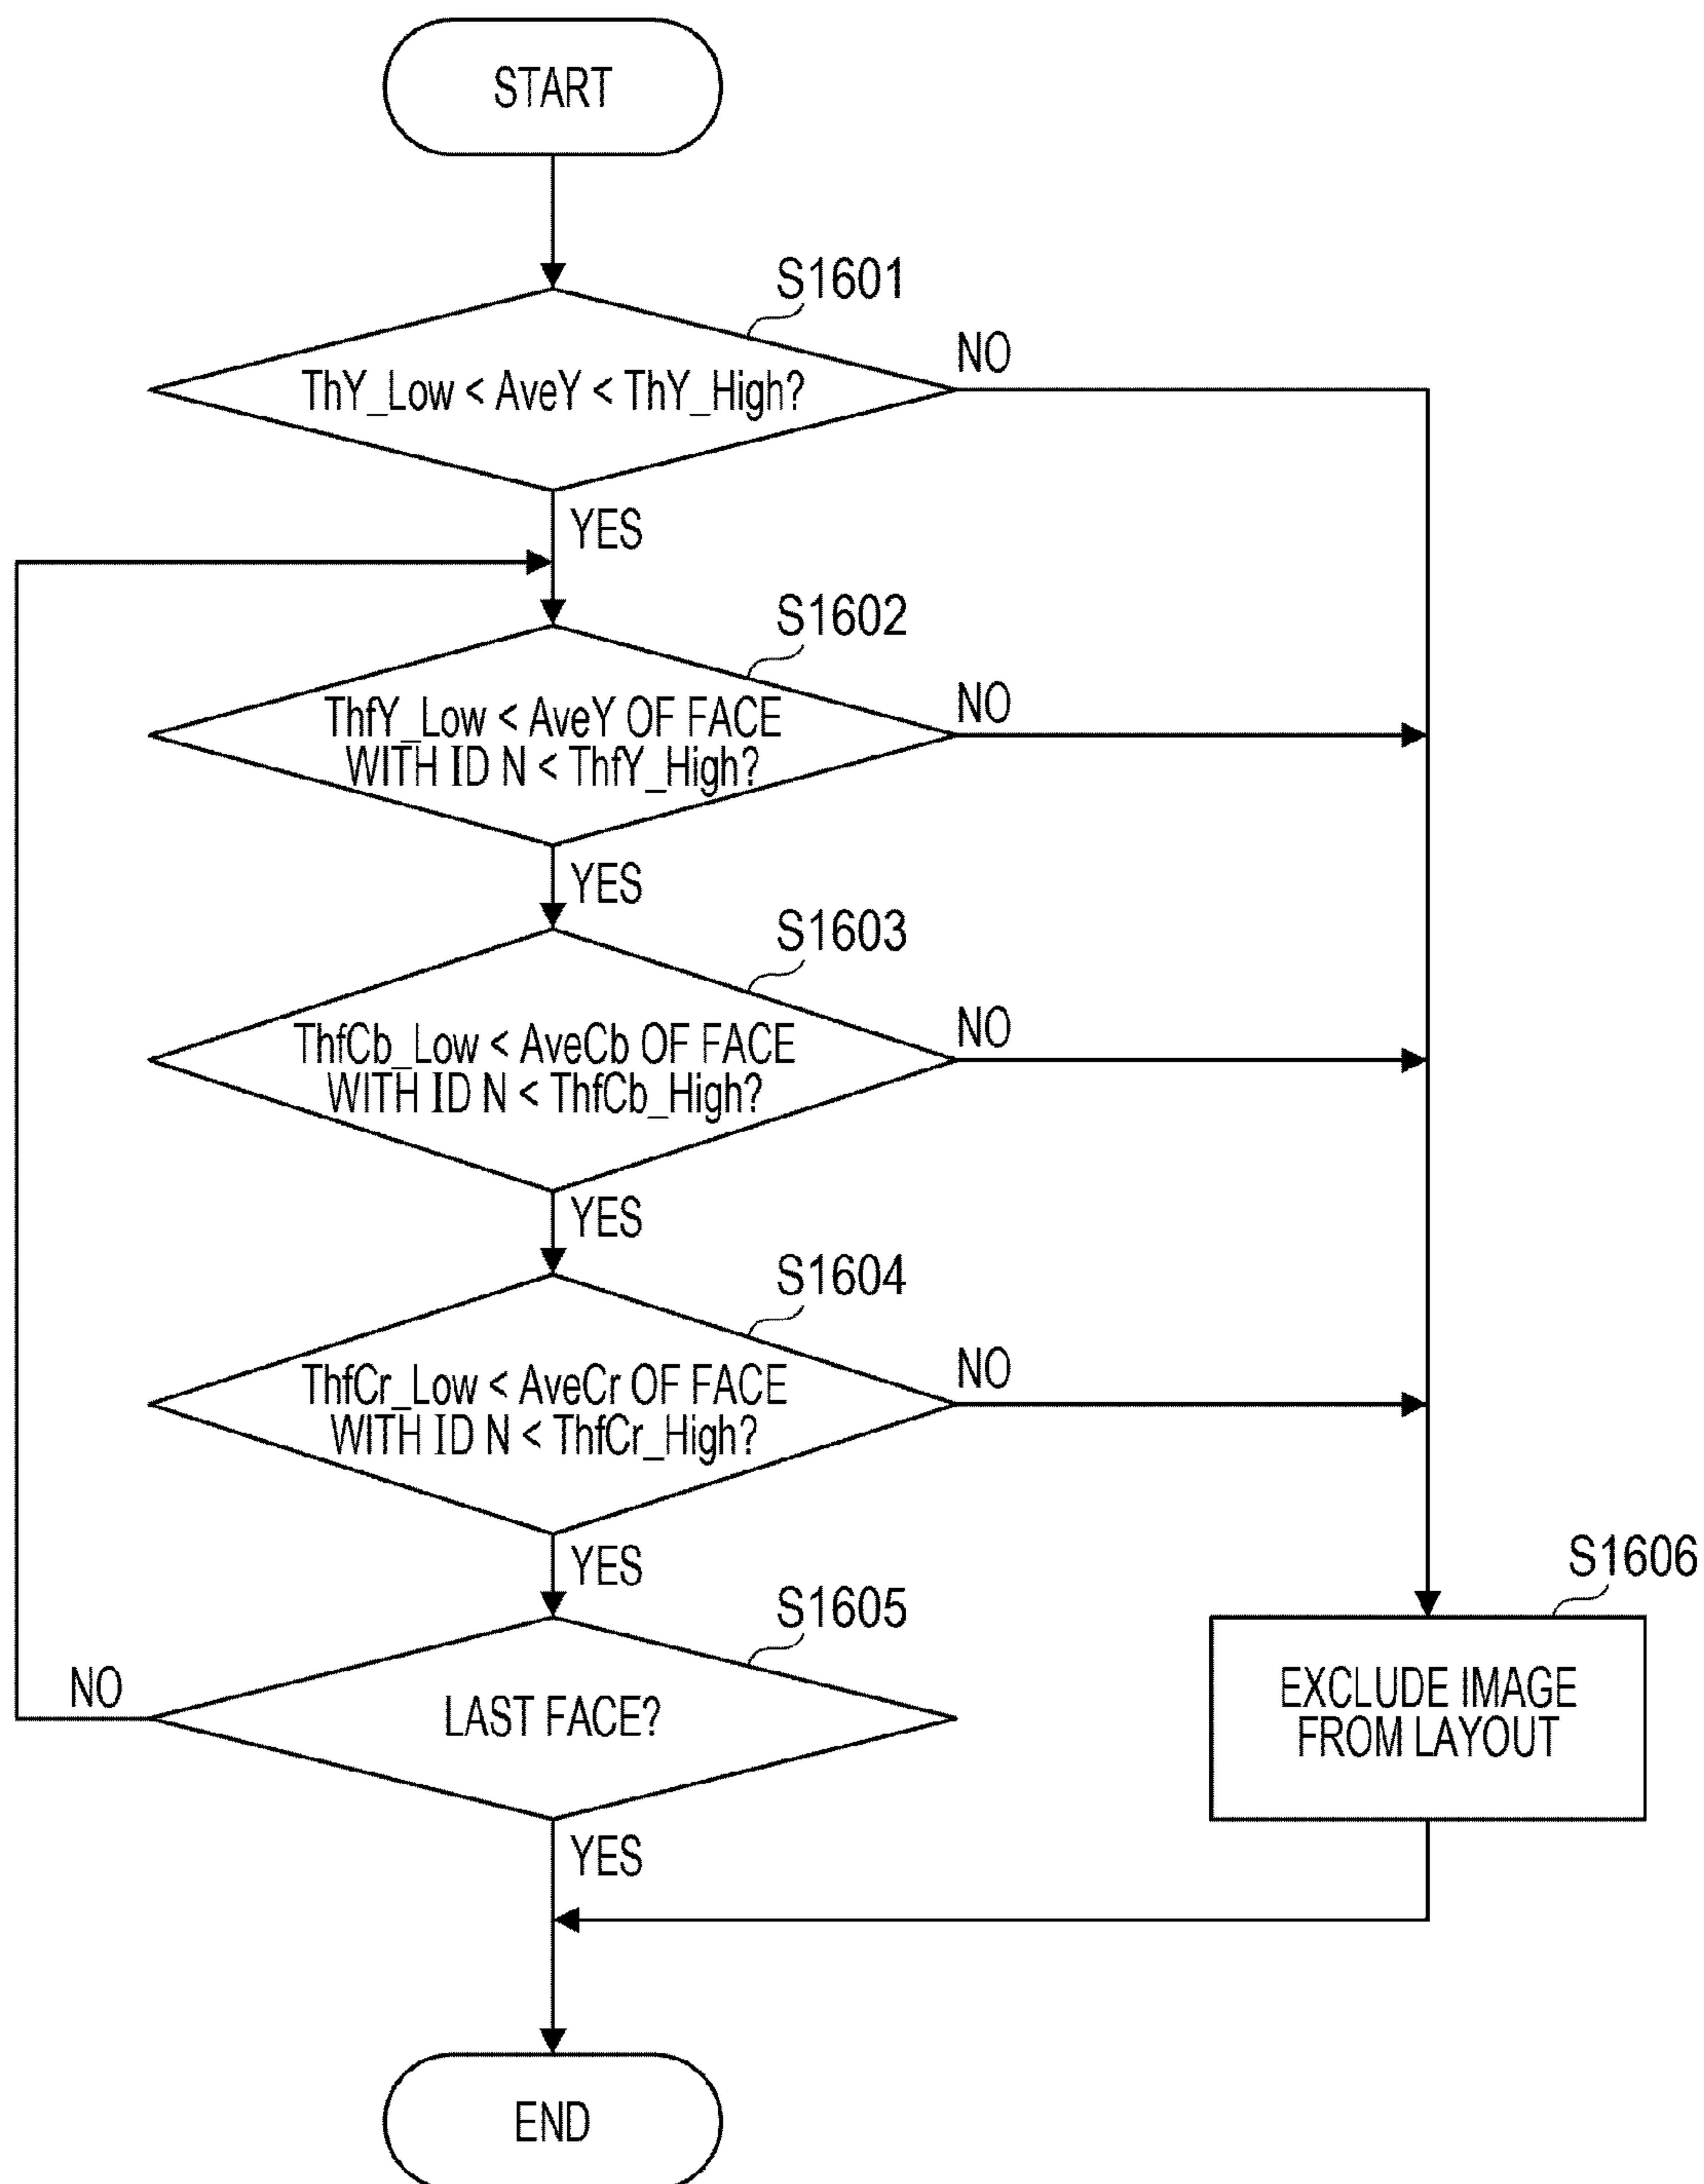 START
S1601
ThY_Low < AveY < ThY_High?
NO
YES
S1602
ThfY_Low < AveY OF FACE
WITH ID N < ThfY_High?
NO
YES
S1603
ThfCb_Low < AveCb OF FACE
WITH ID N < ThfCb_High?
NO
YES
S1604
ThfCr_Low < AveCr OF FACE
WITH ID N < ThfCr_High?
NO
YES
S1605
LAST FACE?
NO
YES
S1606
EXCLUDE IMAGE
FROM LAYOUT
END